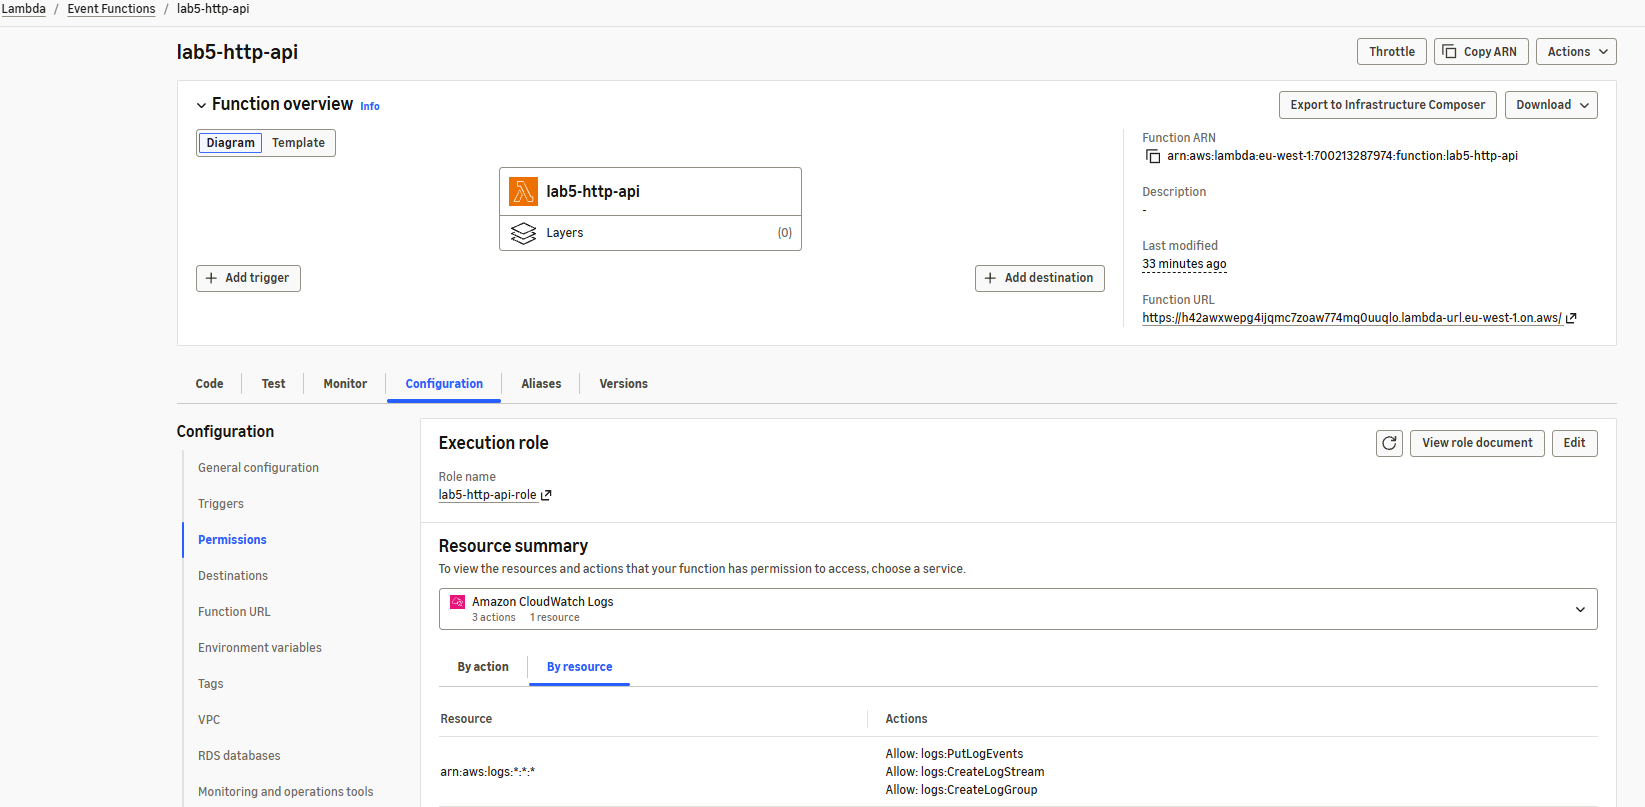 Lambda / Event Functions / lab5-http-api
lab5-http-api
Throttle
Copy ARN
Actions
Function overview Info
Export to Infrastructure Composer
Download
Diagram
Template
lab5-http-api
Layers (0)
Add trigger
Add destination
Function ARN
arn:aws:lambda:eu-west-1:700213287974:function:lab5-http-api
Description
-
Last modified
33 minutes ago
Function URL
https://h42awxwepg4ijqmc7zoaw774mq0uuqlo.lambda-url.eu-west-1.on.aws/
Code
Test
Monitor
Configuration
Aliases
Versions
Configuration
General configuration
Triggers
Permissions
Destinations
Function URL
Environment variables
Tags
VPC
RDS databases
Monitoring and operations tools
Execution role
View role document
Edit
Role name
lab5-http-api-role
Resource summary
To view the resources and actions that your function has permission to access, choose a service.
Amazon CloudWatch Logs
3 actions 1 resource
By action
By resource
Resource
Actions
arn:aws:logs:*:*:*
Allow: logs:PutLogEvents
Allow: logs:CreateLogStream
Allow: logs:CreateLogGroup